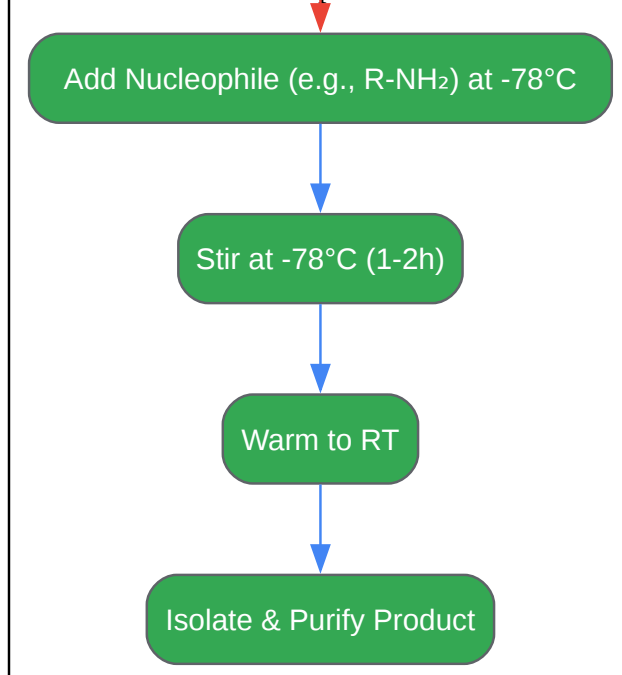 Add Nucleophile (e.g., R-NH₂) at -78°C
Stir at -78°C (1-2h)
Warm to RT
Isolate & Purify Product